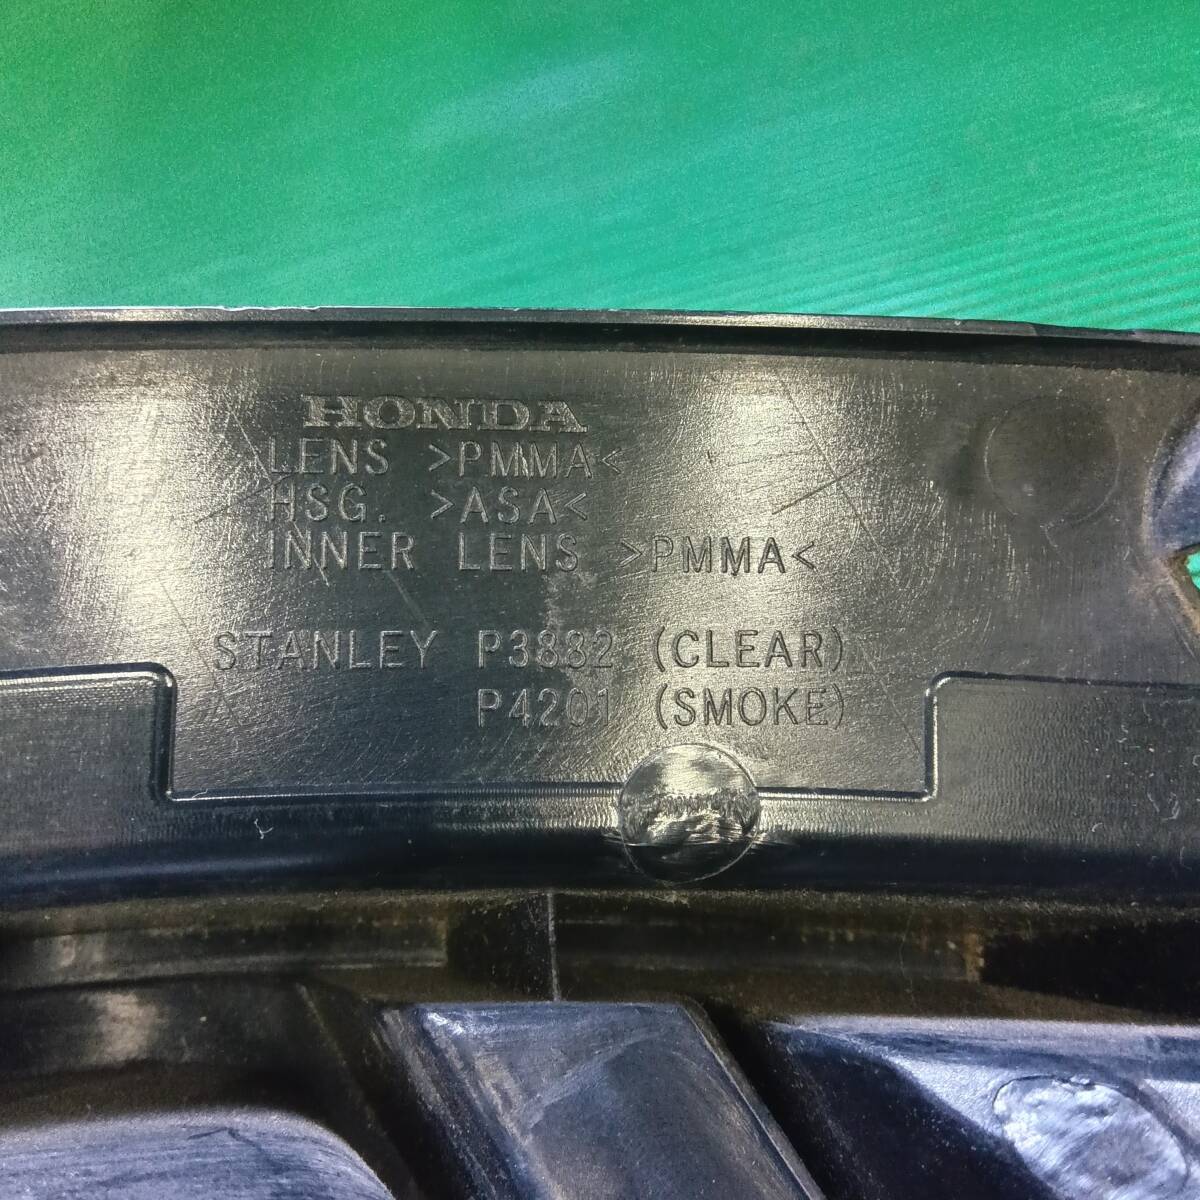 HONDA
LENS >PMMA<
HSG. >ASA<
INNER LENS >PMMA<
STANLEY P3882 (CLEAR)
P4201 (SMOKE)